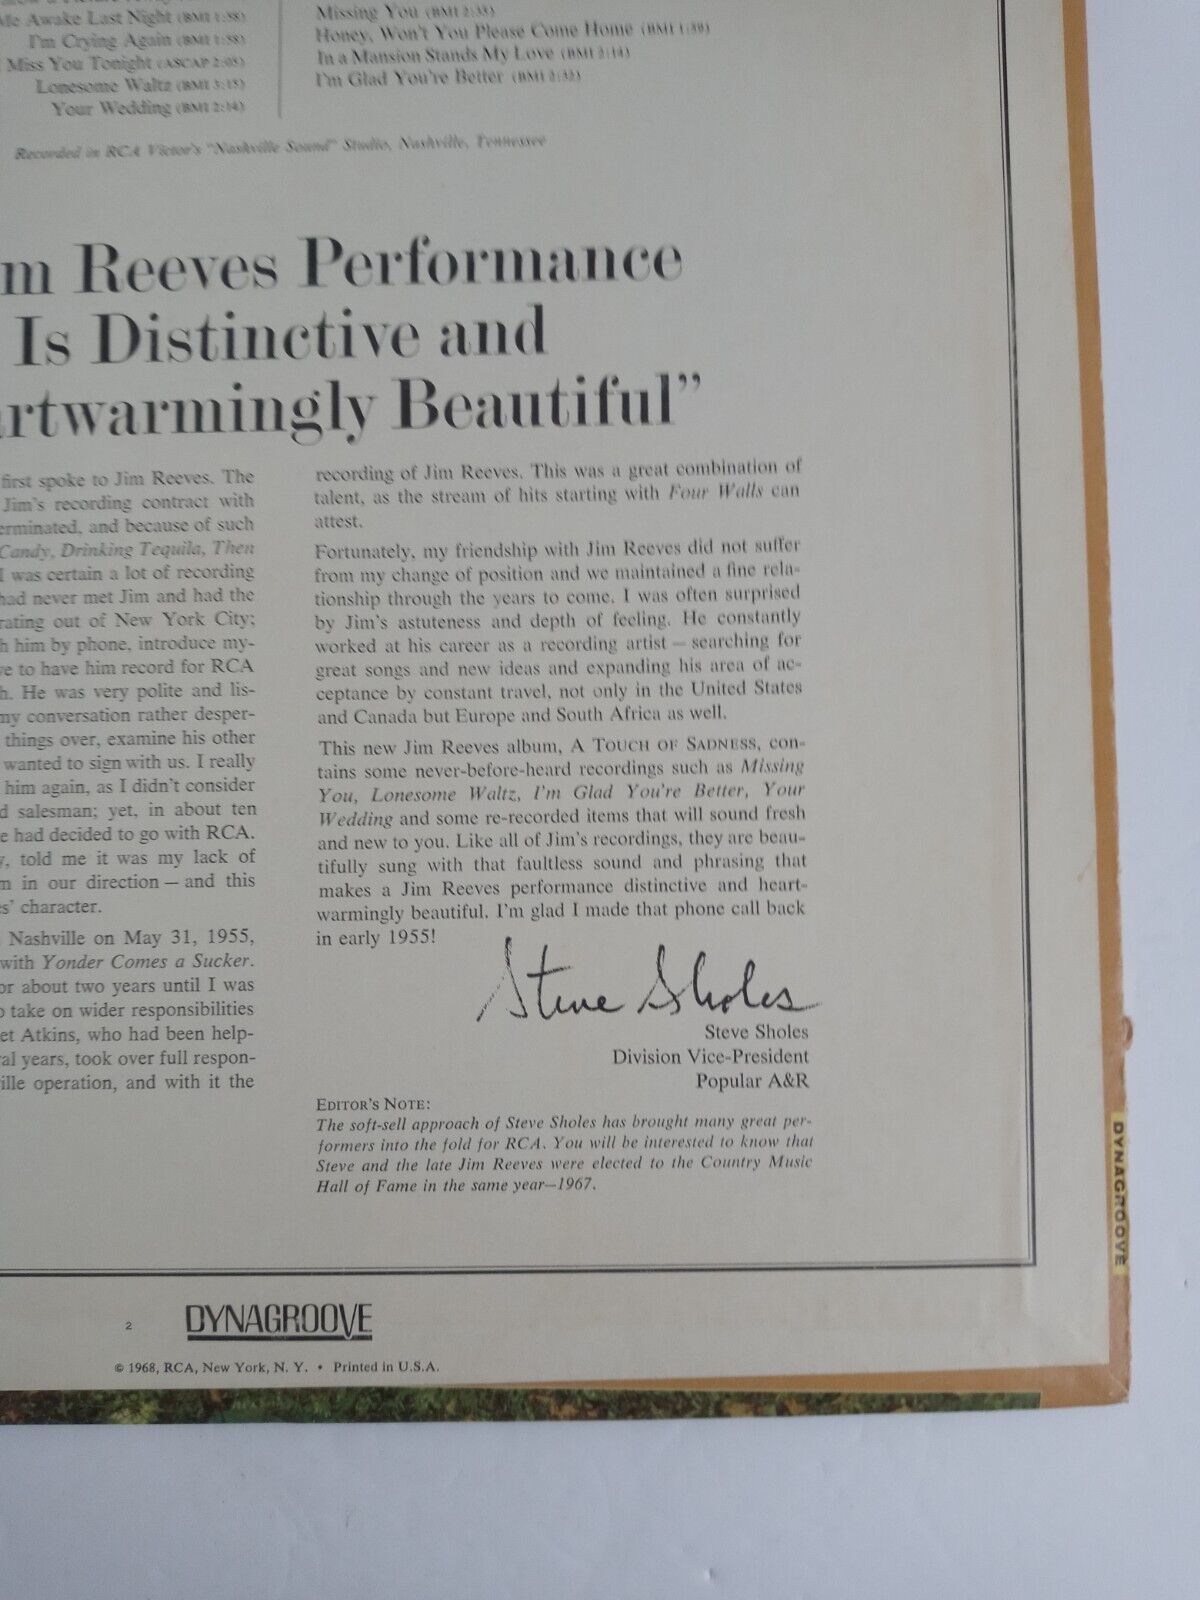 Me Awake Last Night (BMI 1:58)
I'm Crying Again (BMI 1:58)
Miss You Tonight (ASCAP 2:05)
Lonesome Waltz (BMI 3:15)
Your Wedding (BMI 2:14)
Missing You (BMI 2:35)
Honey, Won't You Please Come Home (BMI 1:39)
In a Mansion Stands My Love (BMI 2:14)
I'm Glad You're Better (BMI 2:32)
Recorded in RCA Victor's "Nashville Sound" Studio, Nashville, Tennessee
m Reeves Performance
Is Distinctive and
artwarmingly Beautiful"
first spoke to Jim Reeves. The
Jim's recording contract with
erminated, and because of such
Candy, Drinking Tequila, Then
I was certain a lot of recording
had never met Jim and had the
rating out of New York City;
h him by phone, introduce my-
ve to have him record for RCA
h. He was very polite and lis-
my conversation rather desper-
things over, examine his other
wanted to sign with us. I really
him again, as I didn't consider
d salesman; yet, in about ten
e had decided to go with RCA.
y, told me it was my lack of
m in our direction — and this
s' character.
Nashville on May 31, 1955,
with Yonder Comes a Sucker.
or about two years until I was
o take on wider responsibilities
et Atkins, who had been help-
ral years, took over full respon-
ille operation, and with it the
recording of Jim Reeves. This was a great combination of
talent, as the stream of hits starting with Four Walls can
attest.
Fortunately, my friendship with Jim Reeves did not suffer
from my change of position and we maintained a fine rela-
tionship through the years to come. I was often surprised
by Jim's astuteness and depth of feeling. He constantly
worked at his career as a recording artist — searching for
great songs and new ideas and expanding his area of ac-
ceptance by constant travel, not only in the United States
and Canada but Europe and South Africa as well.
This new Jim Reeves album, A TOUCH OF SADNESS, con-
tains some never-before-heard recordings such as Missing
You, Lonesome Waltz, I'm Glad You're Better, Your
Wedding and some re-recorded items that will sound fresh
and new to you. Like all of Jim's recordings, they are beau-
tifully sung with that faultless sound and phrasing that
makes a Jim Reeves performance distinctive and heart-
warmingly beautiful. I'm glad I made that phone call back
in early 1955!
Steve Sholes
Steve Sholes
Division Vice-President
Popular A&R
EDITOR'S NOTE:
The soft-sell approach of Steve Sholes has brought many great per-
formers into the fold for RCA. You will be interested to know that
Steve and the late Jim Reeves were elected to the Country Music
Hall of Fame in the same year—1967.
DYNAGROOVE
2 DYNAGROOVE
© 1968, RCA, New York, N. Y. • Printed in U.S.A.